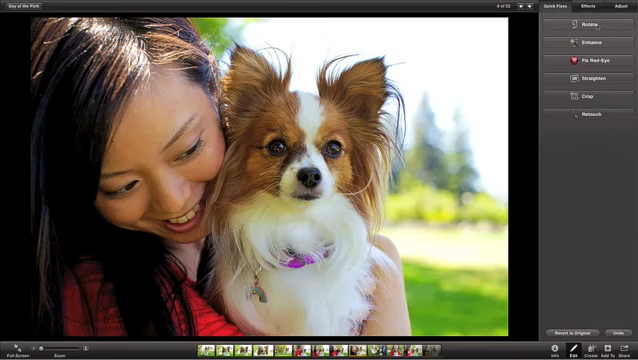 Day at the Park
9 of 22
Quick Fixes Effects Adjust
Rotate
Enhance
Fix Red-Eye
Straighten
Crop
Retouch
Revert to Original Undo
Full Screen
Zoom
Info Edit Create Add To Share